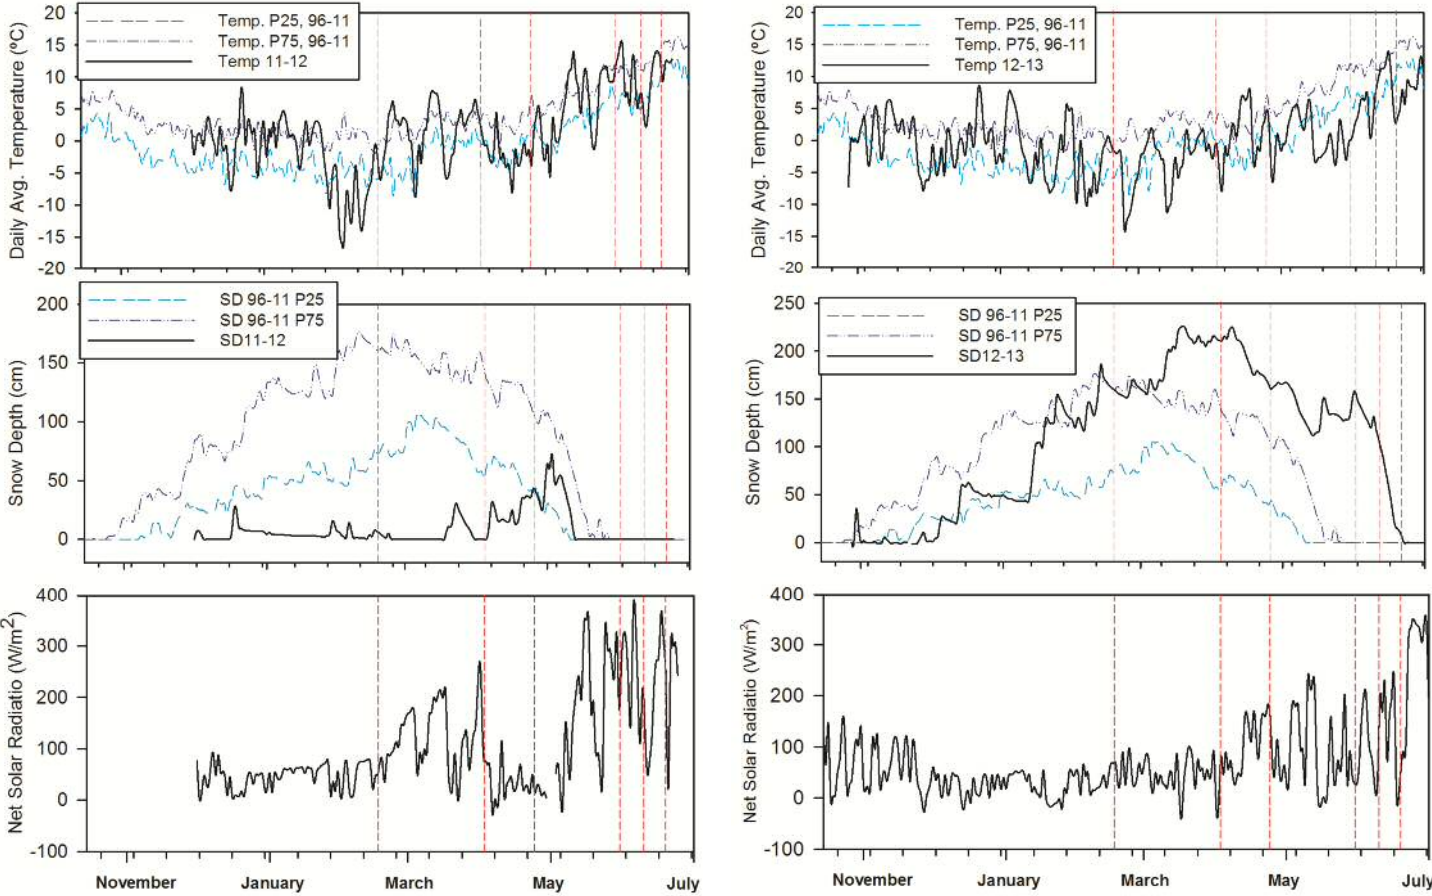 20
15
10
5
0
-5
-10
-15
-20
Daily Avg. Temperature (ºC)
Temp. P25, 96-11
Temp. P75, 96-11
Temp 11-12
20
15
10
5
0
-5
-10
-15
-20
Daily Avg. Temperature (ºC)
Temp. P25, 96-11
Temp. P75, 96-11
Temp 12-13
200
150
100
50
0
Snow Depth (cm)
SD 96-11 P25
SD 96-11 P75
SD11-12
250
200
150
100
50
0
Snow Depth (cm)
SD 96-11 P25
SD 96-11 P75
SD12-13
400
300
200
100
0
-100
Net Solar Radiatio (W/m²)
November January March May July
400
300
200
100
0
-100
Net Solar Radiatio (W/m²)
November January March May July